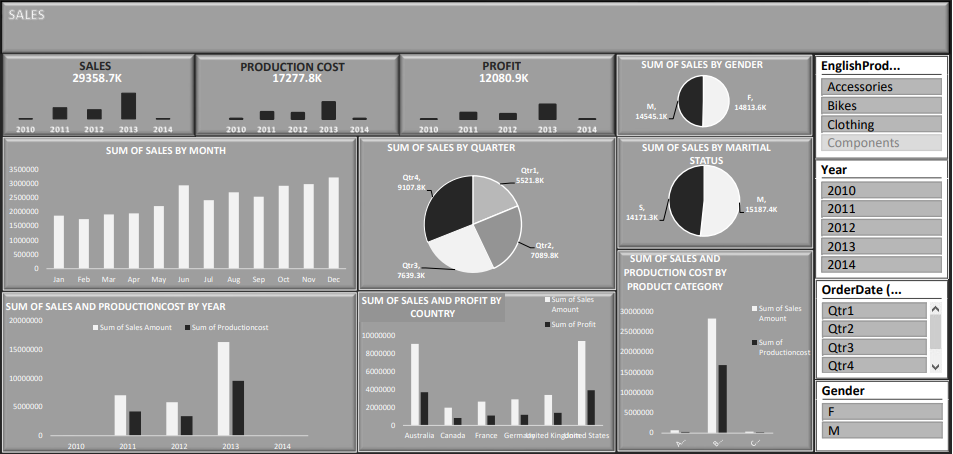 SALES
SALES
29358.7K
2010 2011 2012 2013 2014
PRODUCTION COST
17277.8K
2010 2011 2012 2013 2014
PROFIT
12080.9K
2010 2011 2012 2013 2014
SUM OF SALES BY GENDER
M,
14545.1K
F,
14813.6K
EnglishProd...
Accessories
Bikes
Clothing
Components
SUM OF SALES BY MONTH
3500000
3000000
2500000
2000000
1500000
1000000
500000
0
Jan Feb Mar Apr May Jun Jul Aug Sep Oct Nov Dec
SUM OF SALES BY QUARTER
Qtr4,
9107.8K
Qtr1,
5521.8K
Qtr2,
7089.8K
Qtr3,
7639.3K
SUM OF SALES BY MARITIAL
STATUS
S,
14171.3K
M,
15187.4K
Year
2010
2011
2012
2013
2014
SUM OF SALES AND PRODUCTIONCOST BY YEAR
Sum of Sales Amount Sum of Productioncost
20000000
15000000
10000000
5000000
0
2010 2011 2012 2013 2014
SUM OF SALES AND PROFIT BY
COUNTRY
Sum of Sales
Amount
Sum of Profit
10000000
8000000
6000000
4000000
2000000
0
Australia Canada France Germany United Kingdom United States
SUM OF SALES AND
PRODUCTION COST BY
PRODUCT CATEGORY
Sum of Sales
Amount
Sum of
Productioncost
30000000
25000000
20000000
15000000
10000000
5000000
0
A... B... C...
OrderDate (...
Qtr1
Qtr2
Qtr3
Qtr4
Gender
F
M